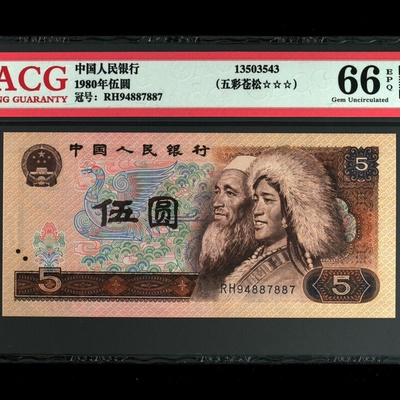 ACG
NG GUARANTY
中国人民银行
1980年伍圆
冠号：RH94887887
13503543
（五彩苍松☆☆☆）
66 EPQ
Gem Uncirculated
中国人民银行
5
伍圆
RH94887887
5
5